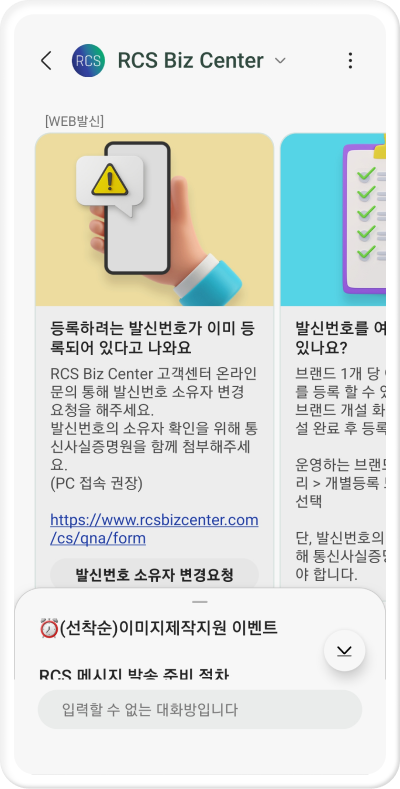 RCS
RCS Biz Center
[WEB발신]
등록하려는 발신번호가 이미 등
록되어 있다고 나와요
RCS Biz Center 고객센터 온라인
문의 통해 발신번호 소유자 변경
요청을 해주세요.
발신번호의 소유자 확인을 위해 통
신사실증명원을 함께 첨부해주세
요.
(PC 접속 권장)
https://www.rcsbizcenter.com
/cs/qna/form
발신번호 소유자 변경요청
발신번호를 여
있나요?
브랜드 1개 당
를 등록 할 수
브랜드 개설 화
설 완료 후 등록
운영하는 브랜드
리 > 개별등록
선택
단, 발신번호의
해 통신사실증명
야 합니다.
⏰(선착순)이미지제작지원 이벤트
RCS 메시지 발송 준비 절차
입력할 수 없는 대화방입니다